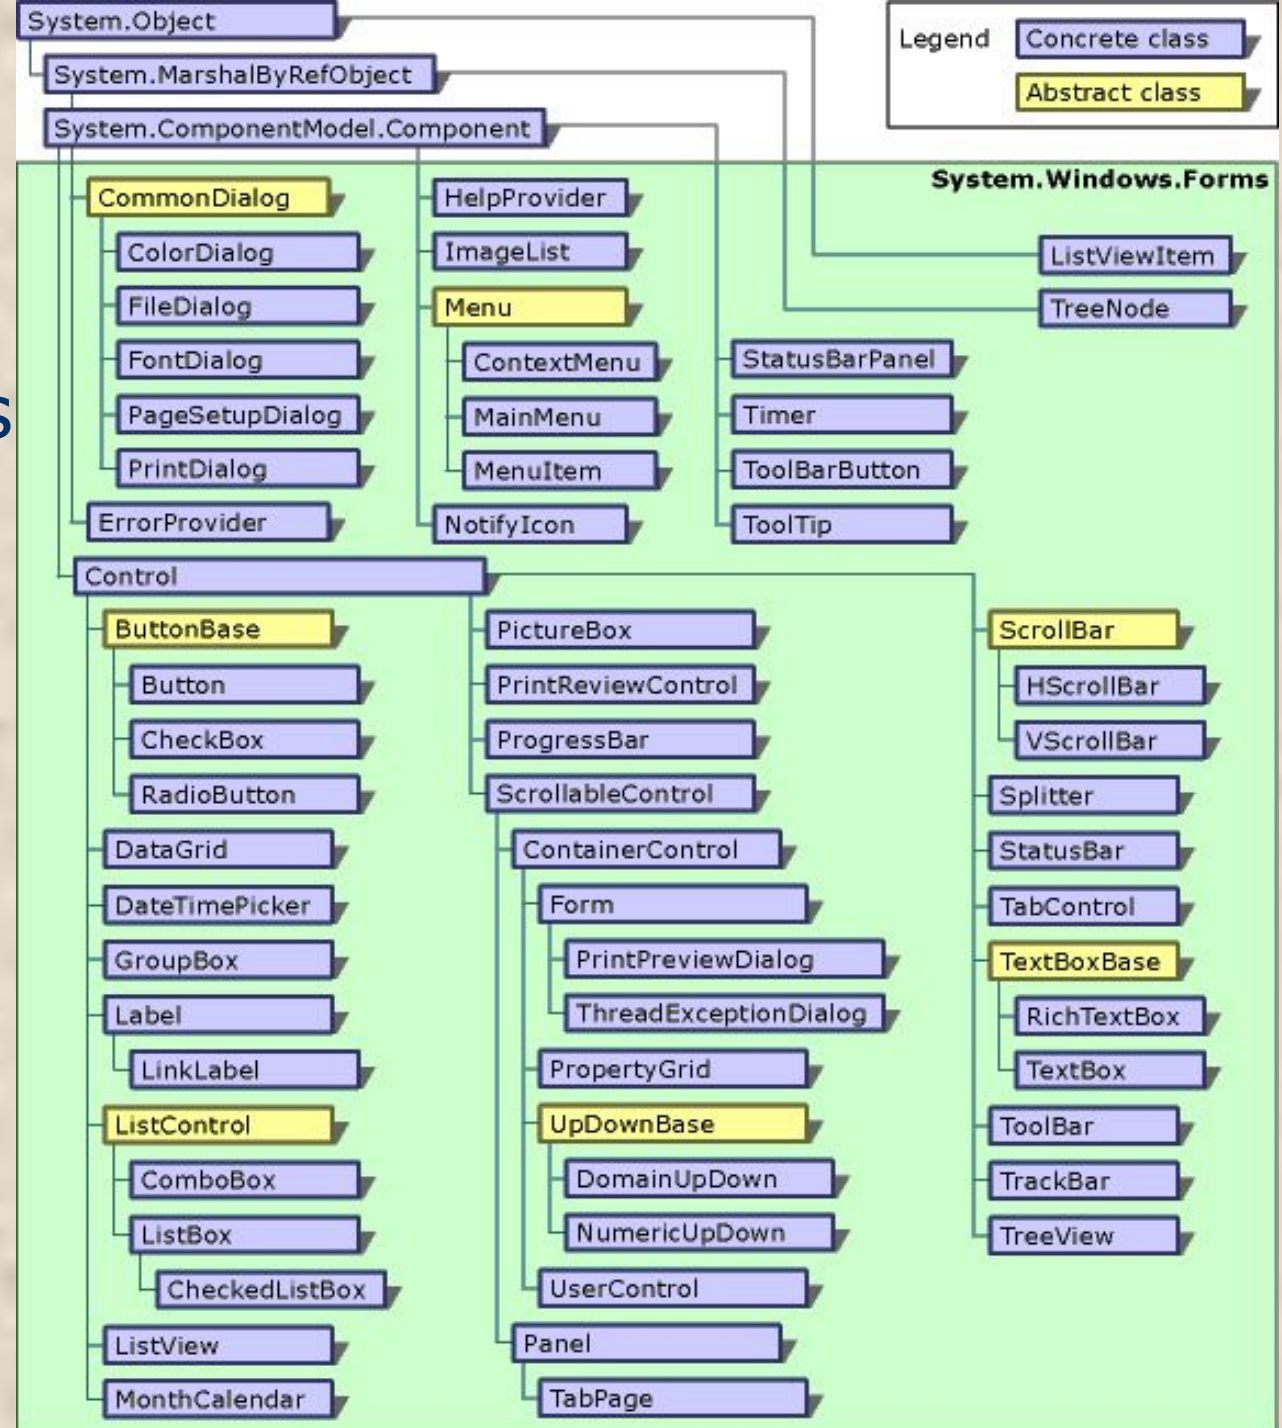 System.Object
Legend
Concrete class
Abstract class
System.MarshalByRefObject
System.ComponentModel.Component
System.Windows.Forms
CommonDialog
ColorDialog
FileDialog
FontDialog
PageSetupDialog
PrintDialog
ErrorProvider
HelpProvider
ImageList
Menu
ContextMenu
MainMenu
MenuItem
NotifyIcon
StatusBarPanel
Timer
ToolBarButton
ToolTip
ListViewItem
TreeNode
s
Control
ButtonBase
Button
CheckBox
RadioButton
DataGrid
DateTimePicker
GroupBox
Label
LinkLabel
ListControl
ComboBox
ListBox
CheckedListBox
ListView
MonthCalendar
PictureBox
PrintReviewControl
ProgressBar
ScrollableControl
ContainerControl
Form
PrintPreviewDialog
ThreadExceptionDialog
PropertyGrid
UpDownBase
DomainUpDown
NumericUpDown
UserControl
Panel
TabPage
ScrollBar
HScrollBar
VScrollBar
Splitter
StatusBar
TabControl
TextBoxBase
RichTextBox
TextBox
ToolBar
TrackBar
TreeView